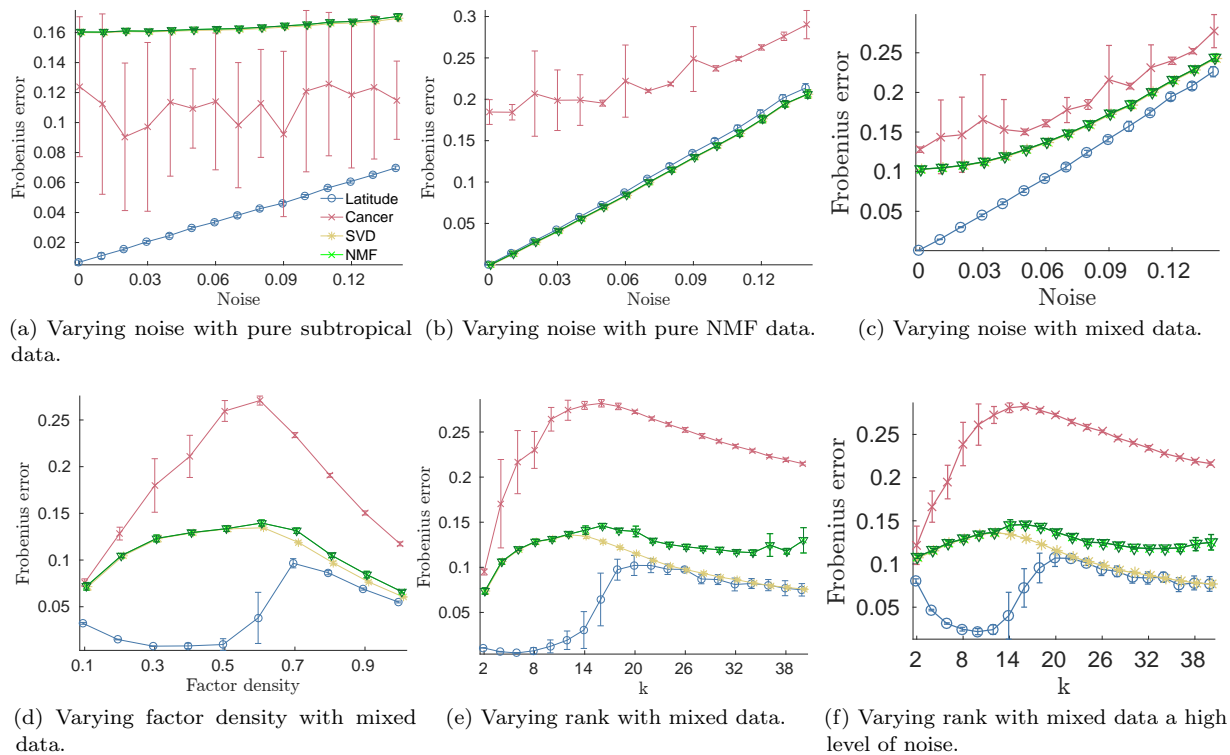 0.16
0.14
0.12
0.1
0.08
0.06
0.04
0.02
Frobenius error
0 0.03 0.06 0.09 0.12
Noise
Latitude
Cancer
SVD
NMF
(a) Varying noise with pure subtropical
data.
0.3
0.25
0.2
0.15
0.1
0.05
Frobenius error
0 0.03 0.06 0.09 0.12
Noise
(b) Varying noise with pure NMF data.
0.25
0.2
0.15
0.1
0.05
Frobenius error
0 0.03 0.06 0.09 0.12
Noise
(c) Varying noise with mixed data.
0.25
0.2
0.15
0.1
0.05
Frobenius error
0.1 0.3 0.5 0.7 0.9
Factor density
(d) Varying factor density with mixed
data.
0.25
0.2
0.15
0.1
0.05
Frobenius error
2 8 14 20 26 32 38
k
(e) Varying rank with mixed data.
0.25
0.2
0.15
0.1
0.05
Frobenius error
2 8 14 20 26 32 38
k
(f) Varying rank with mixed data a high
level of noise.